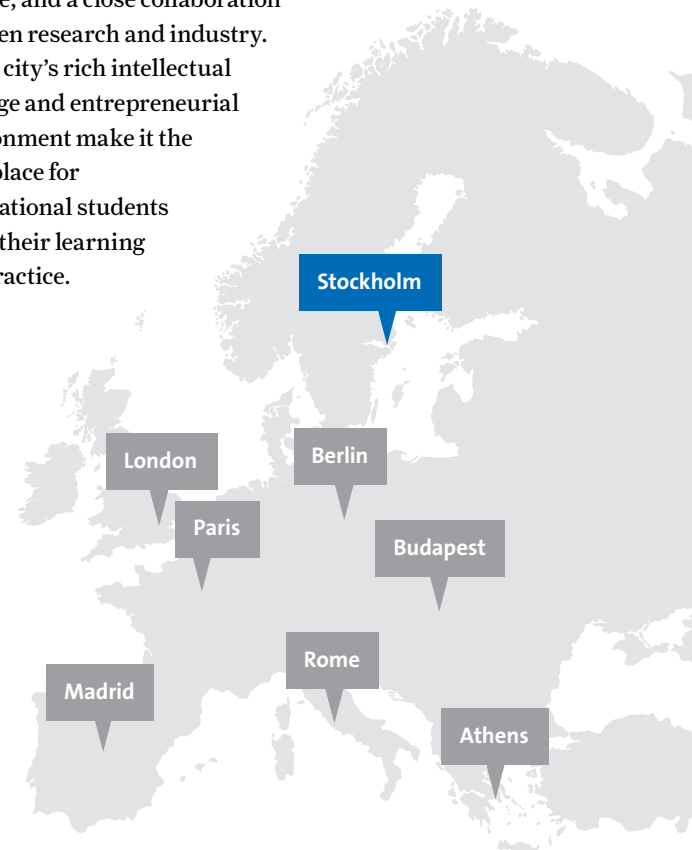 and a close collaboration
en research and industry.
city’s rich intellectual
ge and entrepreneurial
onment make it the
place for
ational students
their learning
ractice.
Stockholm
London
Berlin
Paris
Budapest
Rome
Madrid
Athens